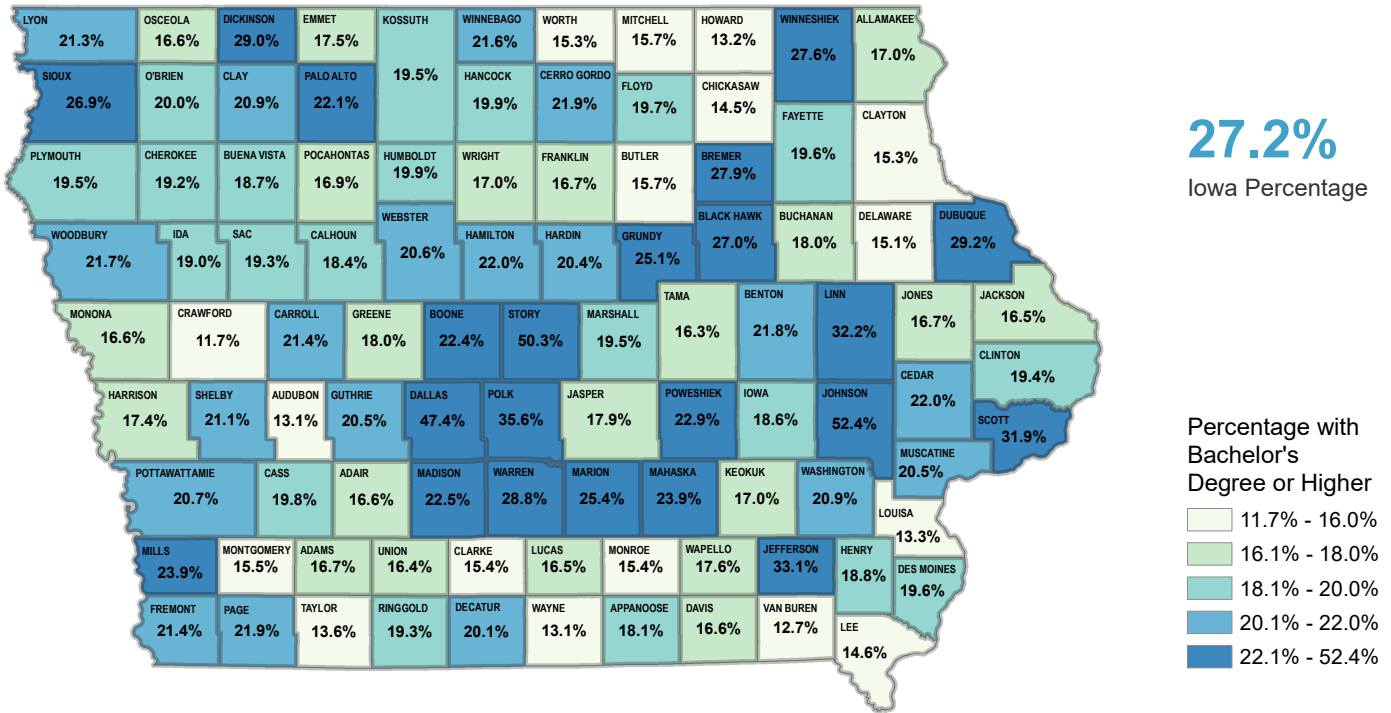 LYON
21.3%
OSCEOLA
16.6%
DICKINSON
29.0%
EMMET
17.5%
KOSSUTH
19.5%
WINNEBAGO
21.6%
WORTH
15.3%
MITCHELL
15.7%
HOWARD
13.2%
WINNESHIEK
27.6%
ALLAMAKEE
17.0%
SIOUX
26.9%
O'BRIEN
20.0%
CLAY
20.9%
PALO ALTO
22.1%
HANCOCK
19.9%
CERRO GORDO
21.9%
FLOYD
19.7%
CHICKASAW
14.5%
FAYETTE
19.6%
CLAYTON
15.3%
PLYMOUTH
19.5%
CHEROKEE
19.2%
BUENA VISTA
18.7%
POCAHONTAS
16.9%
HUMBOLDT
19.9%
WRIGHT
17.0%
FRANKLIN
16.7%
BUTLER
15.7%
BREMER
27.9%
WOODBURY
21.7%
IDA
19.0%
SAC
19.3%
CALHOUN
18.4%
WEBSTER
20.6%
HAMILTON
22.0%
HARDIN
20.4%
GRUNDY
25.1%
BLACK HAWK
27.0%
BUCHANAN
18.0%
DELAWARE
15.1%
DUBUQUE
29.2%
MONONA
16.6%
CRAWFORD
11.7%
CARROLL
21.4%
GREENE
18.0%
BOONE
22.4%
STORY
50.3%
MARSHALL
19.5%
TAMA
16.3%
BENTON
21.8%
LINN
32.2%
JONES
16.7%
JACKSON
16.5%
CLINTON
19.4%
HARRISON
17.4%
SHELBY
21.1%
AUDUBON
13.1%
GUTHRIE
20.5%
DALLAS
47.4%
POLK
35.6%
JASPER
17.9%
POWESHIEK
22.9%
IOWA
18.6%
JOHNSON
52.4%
CEDAR
22.0%
SCOTT
31.9%
MUSCATINE
20.5%
POTTAWATTAMIE
20.7%
CASS
19.8%
ADAIR
16.6%
MADISON
22.5%
WARREN
28.8%
MARION
25.4%
MAHASKA
23.9%
KEOKUK
17.0%
WASHINGTON
20.9%
LOUISA
13.3%
MILLS
23.9%
MONTGOMERY
15.5%
ADAMS
16.7%
UNION
16.4%
CLARKE
15.4%
LUCAS
16.5%
MONROE
15.4%
WAPELLO
17.6%
JEFFERSON
33.1%
HENRY
18.8%
DES MOINES
19.6%
FREMONT
21.4%
PAGE
21.9%
TAYLOR
13.6%
RINGGOLD
19.3%
DECATUR
20.1%
WAYNE
13.1%
APPANOOSE
18.1%
DAVIS
16.6%
VAN BUREN
12.7%
LEE
14.6%
27.2%
Iowa Percentage
Percentage with
Bachelor's
Degree or Higher
11.7% - 16.0%
16.1% - 18.0%
18.1% - 20.0%
20.1% - 22.0%
22.1% - 52.4%